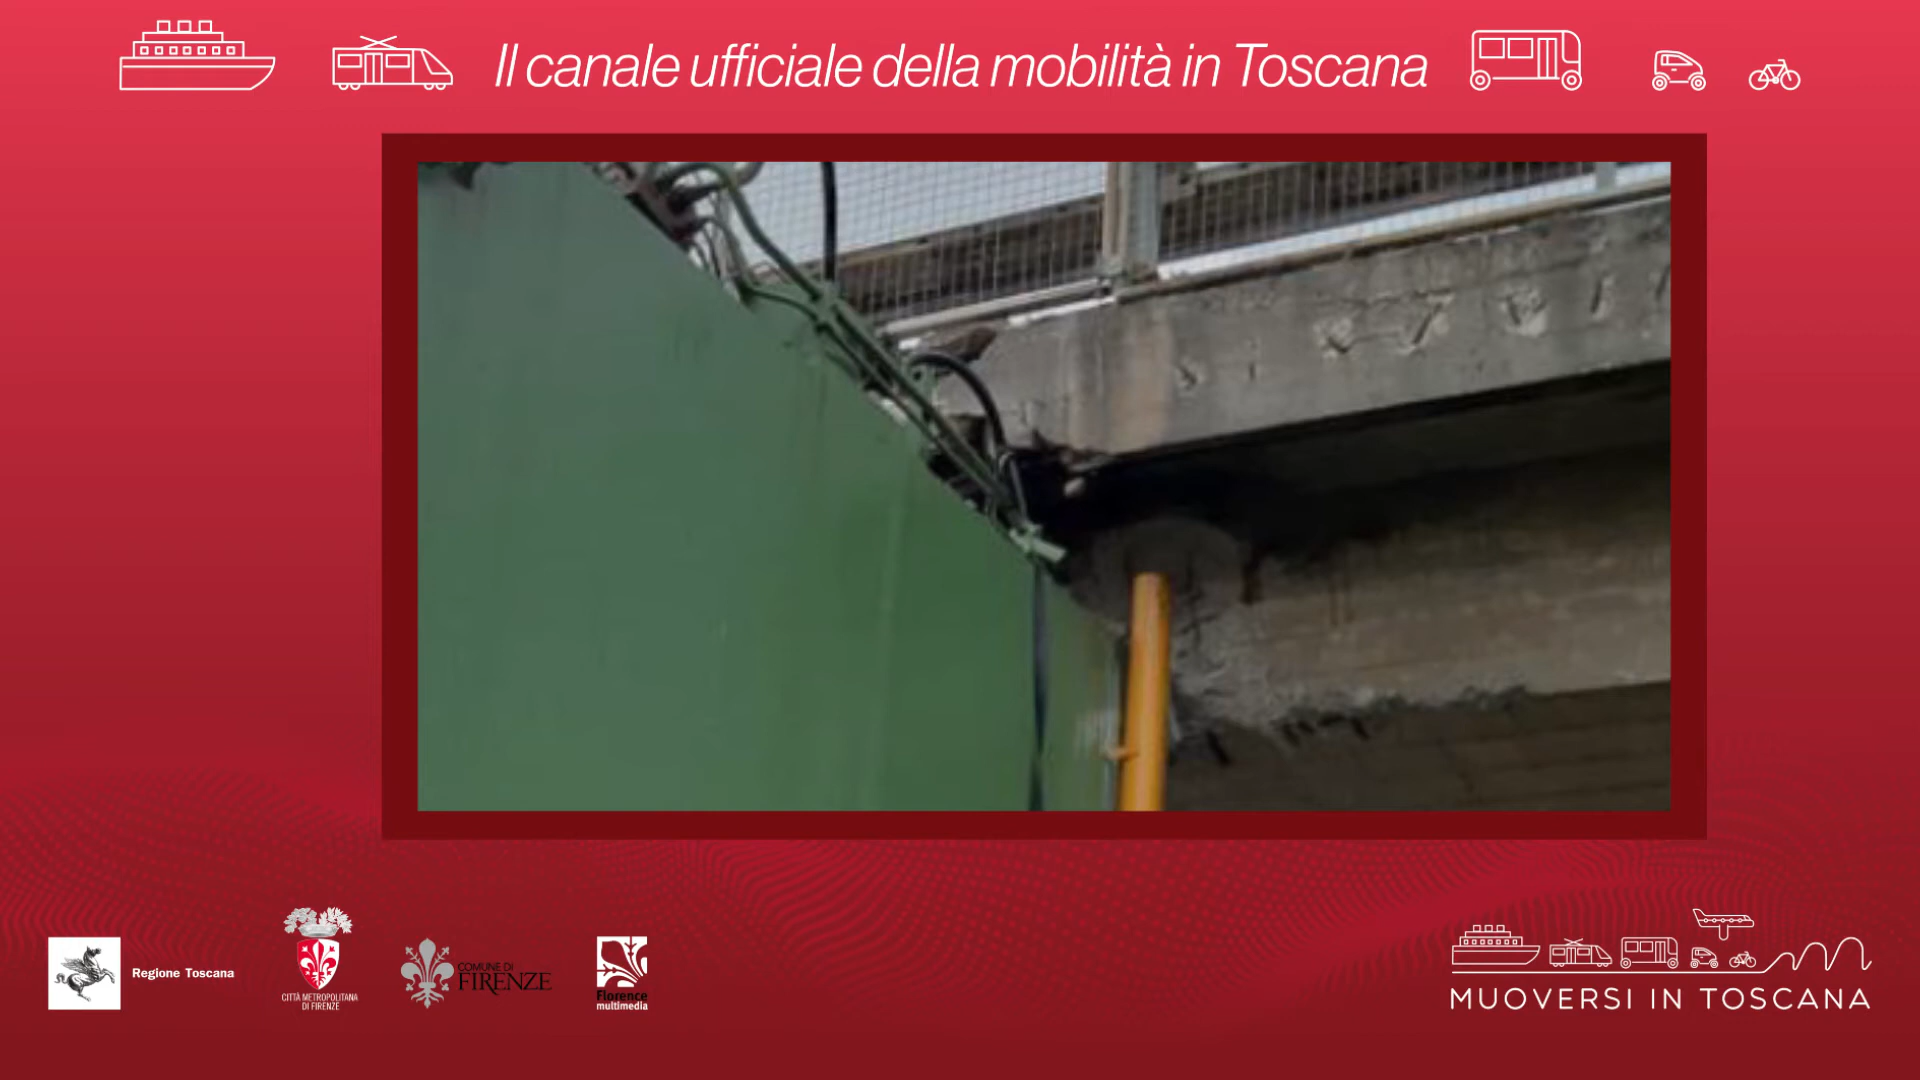 Il canale ufficiale della mobilità in Toscana
Regione Toscana
CITTÀ METROPOLITANA
DI FIRENZE
COMUNE DI
FIRENZE
Florence
multimedia
MUOVERSI IN TOSCANA